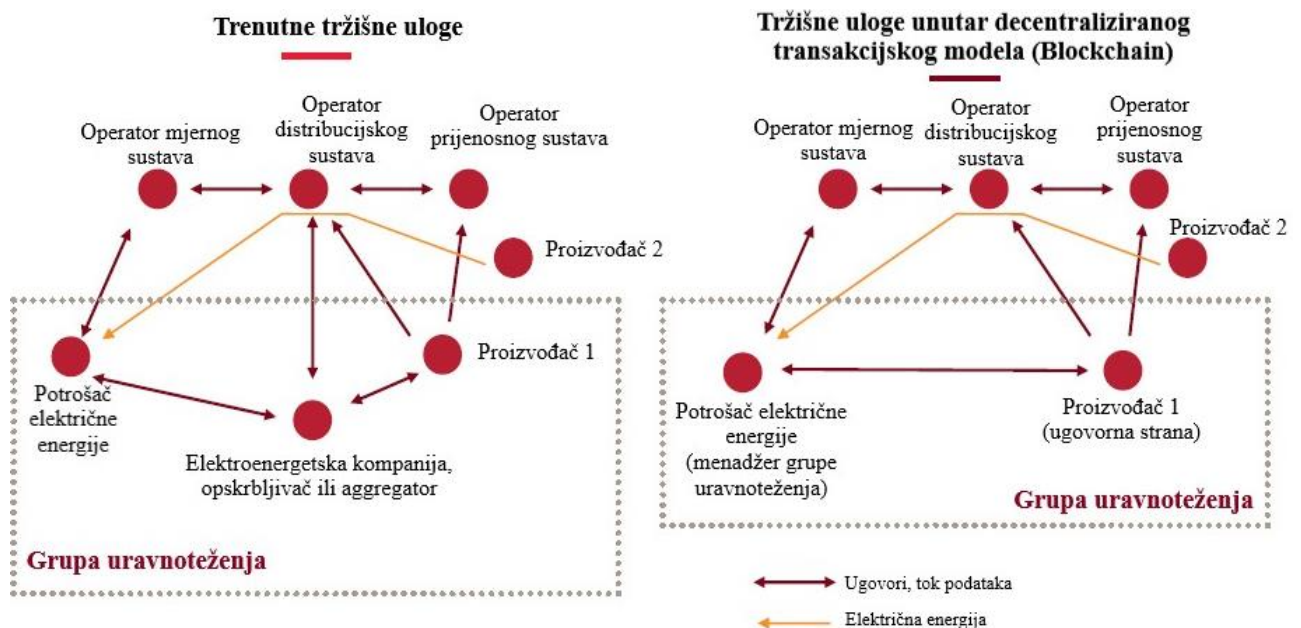 Trenutne tržišne uloge
Operator mjernog
sustava
Operator
distribucijskog
sustava
Operator
prijenosnog sustava
Proizvođač 2
Proizvođač 1
Potrošač
električne
energije
Elektroenergetska kompanija,
opskrbljivač ili aggregator
Grupa uravnoteženja
Tržišne uloge unutar decentraliziranog
transakcijskog modela (Blockchain)
Operator mjernog
sustava
Operator
distribucijskog
sustava
Operator
prijenosnog
sustava
Proizvođač 2
Potrošač električne
energije
(menadžer grupe
uravnoteženja)
Proizvođač 1
(ugovorna strana)
Grupa uravnoteženja
Ugovori, tok podataka
Električna energija